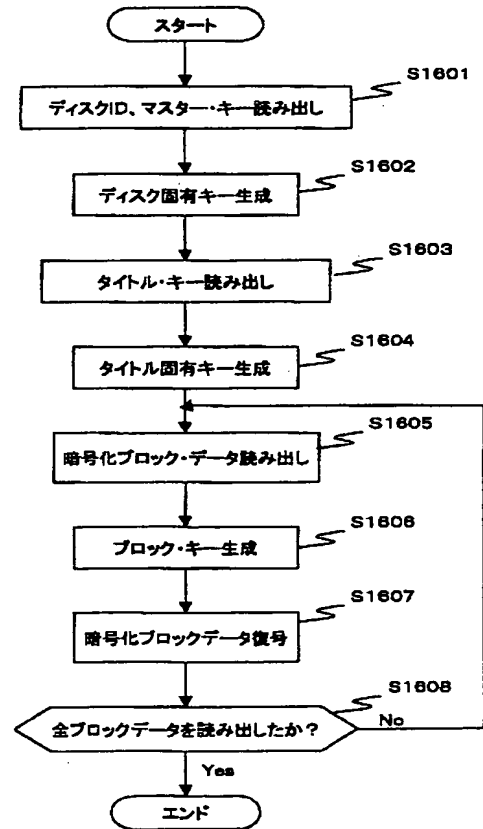 スタート
S1601
ディスクID、マスター・キー読み出し
S1602
ディスク固有キー生成
S1603
タイトル・キー読み出し
S1604
タイトル固有キー生成
S1605
暗号化ブロック・データ読み出し
S1606
ブロック・キー生成
S1607
暗号化ブロックデータ復号
S1608
全ブロックデータを読み出したか？
No
Yes
エンド